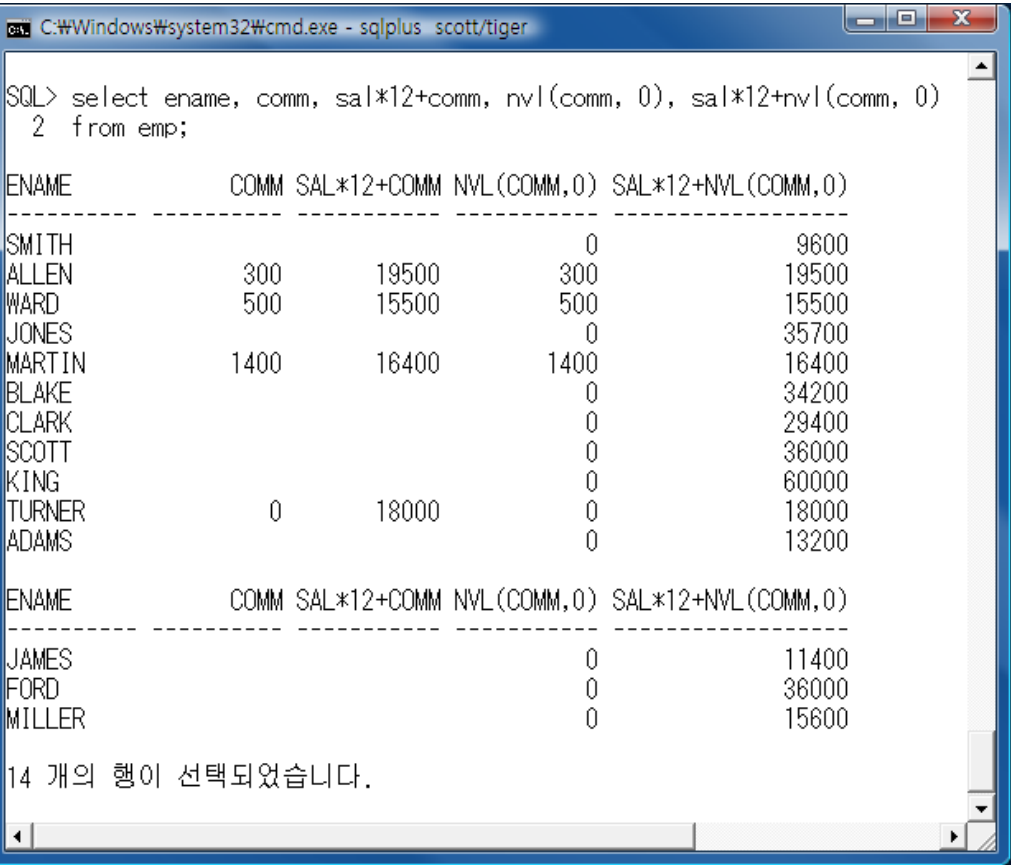 C:₩Windows₩system32₩cmd.exe - sqlplus scott/tiger
SQL> select ename, comm, sal*12+comm, nvl(comm, 0), sal*12+nvl(comm, 0)
  2  from emp;
ENAME            COMM SAL*12+COMM NVL(COMM,0) SAL*12+NVL(COMM,0)
---------- ---------- ----------- ----------- ------------------
SMITH                                       0               9600
ALLEN             300       19500         300              19500
WARD              500       15500         500              15500
JONES                                       0              35700
MARTIN           1400       16400        1400              16400
BLAKE                                       0              34200
CLARK                                       0              29400
SCOTT                                       0              36000
KING                                        0              60000
TURNER              0       18000           0              18000
ADAMS                                       0              13200
ENAME            COMM SAL*12+COMM NVL(COMM,0) SAL*12+NVL(COMM,0)
---------- ---------- ----------- ----------- ------------------
JAMES                                       0              11400
FORD                                        0              36000
MILLER                                      0              15600
14 개의 행이 선택되었습니다.